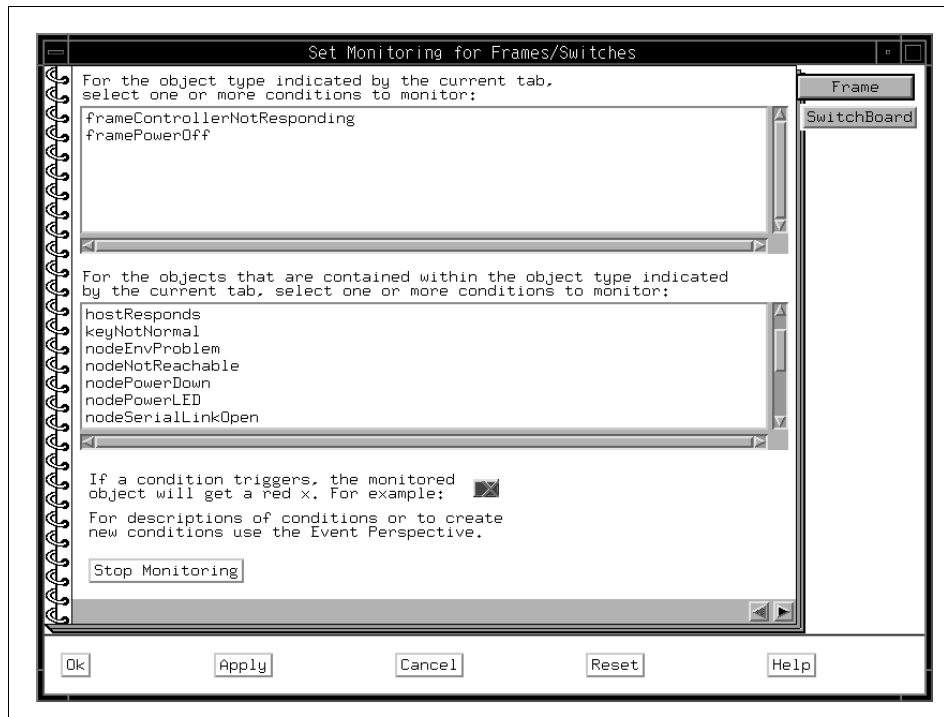 Set Monitoring for Frames/Switches
For the object type indicated by the current tab,
select one or more conditions to monitor:
frameControllerNotResponding
framePowerOff
Frame
SwitchBoard
For the objects that are contained within the object type indicated
by the current tab, select one or more conditions to monitor:
hostResponds
keyNotNormal
nodeEnvProblem
nodeNotReachable
nodePowerDown
nodePowerLED
nodeSerialLinkOpen
If a condition triggers, the monitored
object will get a red x. For example:
For descriptions of conditions or to create
new conditions use the Event Perspective.
Stop Monitoring
Ok Apply Cancel Reset Help